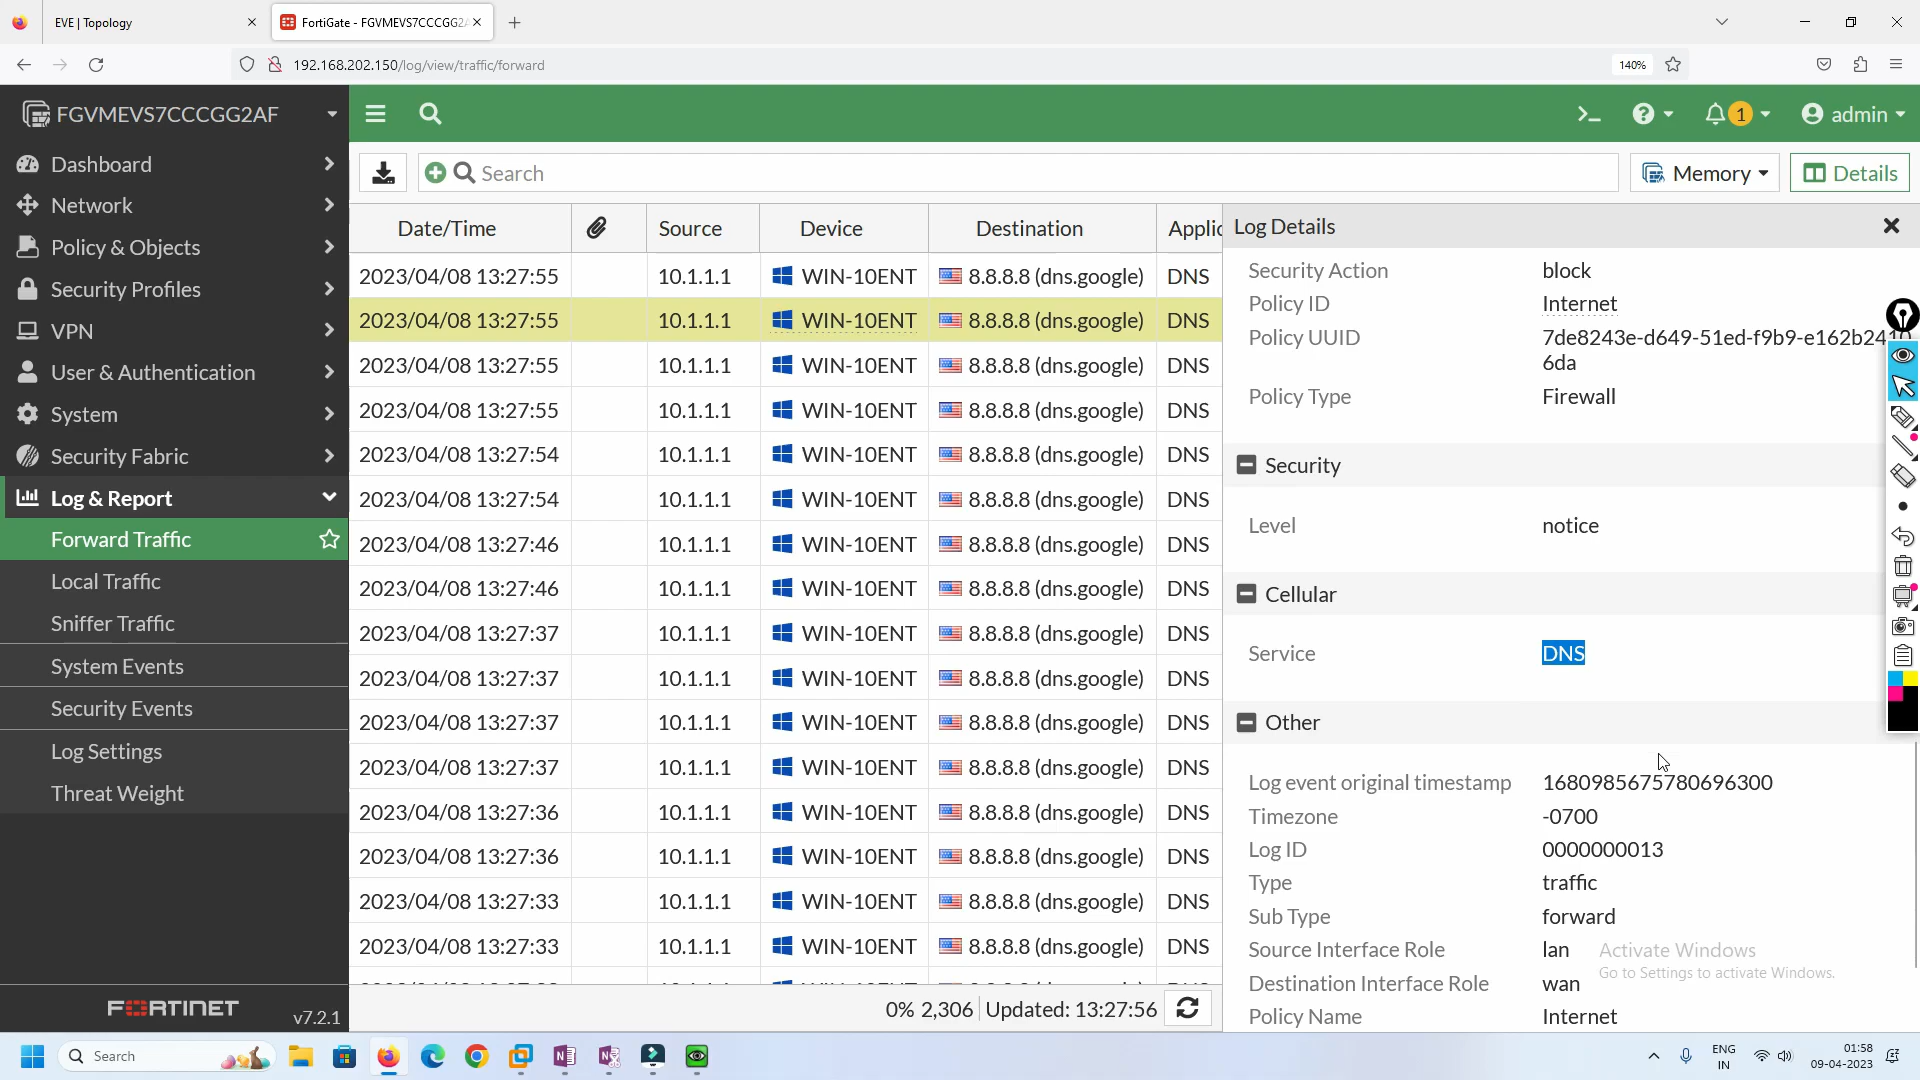 EVE | Topology
FortiGate - FGVMEVS7CCCGG2A
192.168.202.150/log/view/traffic/forward
140%
FGVMEVS7CCCGG2AF
1
admin
Dashboard
Network
Policy & Objects
Security Profiles
VPN
User & Authentication
System
Security Fabric
Log & Report
Forward Traffic
Local Traffic
Sniffer Traffic
System Events
Security Events
Log Settings
Threat Weight
FORTINET
v7.2.1
Search
Memory
Details
Date/Time Source Device Destination Applic
2023/04/08 13:27:55 10.1.1.1 WIN-10ENT 8.8.8.8 (dns.google) DNS
2023/04/08 13:27:55 10.1.1.1 WIN-10ENT 8.8.8.8 (dns.google) DNS
2023/04/08 13:27:55 10.1.1.1 WIN-10ENT 8.8.8.8 (dns.google) DNS
2023/04/08 13:27:55 10.1.1.1 WIN-10ENT 8.8.8.8 (dns.google) DNS
2023/04/08 13:27:54 10.1.1.1 WIN-10ENT 8.8.8.8 (dns.google) DNS
2023/04/08 13:27:54 10.1.1.1 WIN-10ENT 8.8.8.8 (dns.google) DNS
2023/04/08 13:27:46 10.1.1.1 WIN-10ENT 8.8.8.8 (dns.google) DNS
2023/04/08 13:27:46 10.1.1.1 WIN-10ENT 8.8.8.8 (dns.google) DNS
2023/04/08 13:27:37 10.1.1.1 WIN-10ENT 8.8.8.8 (dns.google) DNS
2023/04/08 13:27:37 10.1.1.1 WIN-10ENT 8.8.8.8 (dns.google) DNS
2023/04/08 13:27:37 10.1.1.1 WIN-10ENT 8.8.8.8 (dns.google) DNS
2023/04/08 13:27:37 10.1.1.1 WIN-10ENT 8.8.8.8 (dns.google) DNS
2023/04/08 13:27:36 10.1.1.1 WIN-10ENT 8.8.8.8 (dns.google) DNS
2023/04/08 13:27:36 10.1.1.1 WIN-10ENT 8.8.8.8 (dns.google) DNS
2023/04/08 13:27:33 10.1.1.1 WIN-10ENT 8.8.8.8 (dns.google) DNS
2023/04/08 13:27:33 10.1.1.1 WIN-10ENT 8.8.8.8 (dns.google) DNS
0% 2,306 Updated: 13:27:56
Log Details
Security Action block
Policy ID Internet
Policy UUID 7de8243e-d649-51ed-f9b9-e162b2410
6da
Policy Type Firewall
Security
Level notice
Cellular
Service DNS
Other
Log event original timestamp 1680985675780696300
Timezone -0700
Log ID 0000000013
Type traffic
Sub Type forward
Source Interface Role lan
Destination Interface Role wan
Policy Name Internet
Activate Windows
Go to Settings to activate Windows.
Search
ENG
IN
01:58
09-04-2023